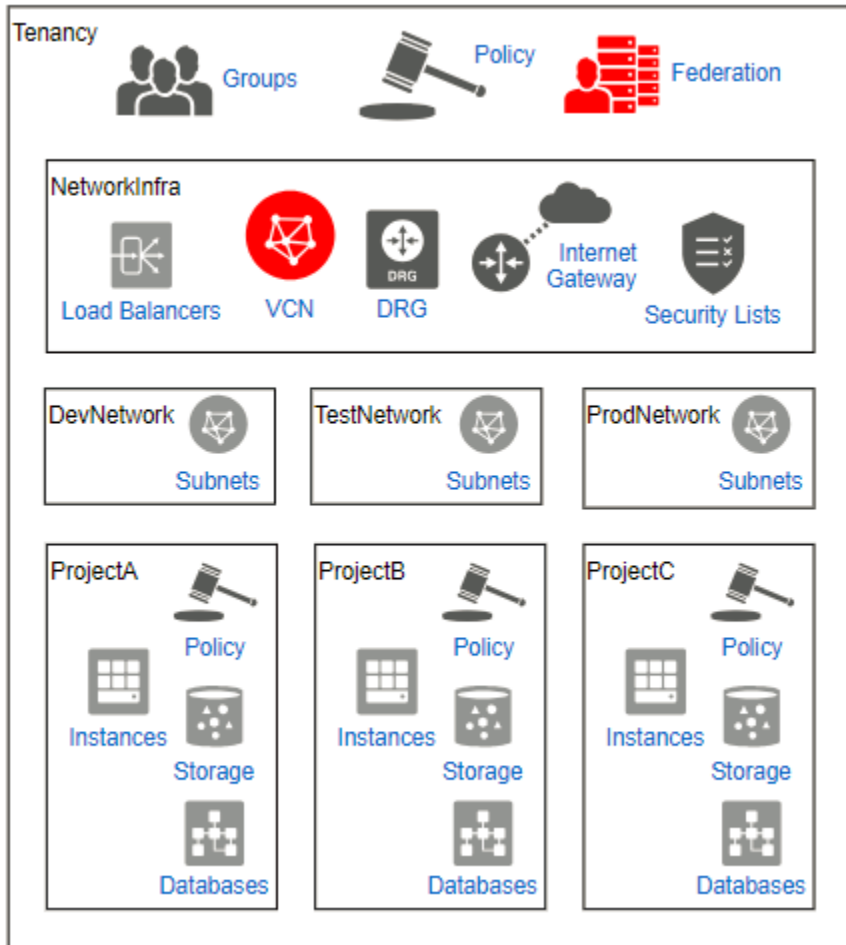 Tenancy
Groups
Policy
Federation
NetworkInfra
Load Balancers
VCN
DRG
DRG
Internet
Gateway
Security Lists
DevNetwork
Subnets
TestNetwork
Subnets
ProdNetwork
Subnets
ProjectA
Policy
Instances
Storage
Databases
ProjectB
Policy
Instances
Storage
Databases
ProjectC
Policy
Instances
Storage
Databases